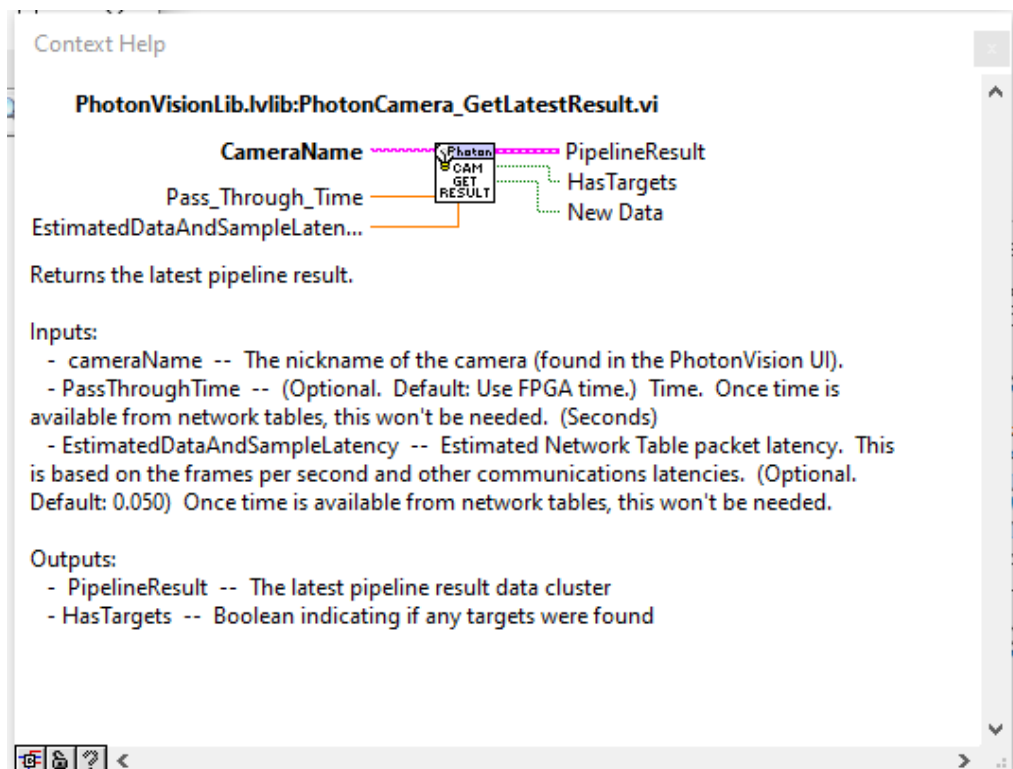 Context Help
PhotonVisionLib.lvlib:PhotonCamera_GetLatestResult.vi
CameraName
Pass_Through_Time
EstimatedDataAndSampleLaten...
Photon
CAM
GET
RESULT
PipelineResult
HasTargets
New Data
Returns the latest pipeline result.
Inputs:
- cameraName -- The nickname of the camera (found in the PhotonVision UI).
- PassThroughTime -- (Optional. Default: Use FPGA time.) Time. Once time is
available from network tables, this won't be needed. (Seconds)
- EstimatedDataAndSampleLatency -- Estimated Network Table packet latency. This
is based on the frames per second and other communications latencies. (Optional.
Default: 0.050) Once time is available from network tables, this won't be needed.
Outputs:
- PipelineResult -- The latest pipeline result data cluster
- HasTargets -- Boolean indicating if any targets were found